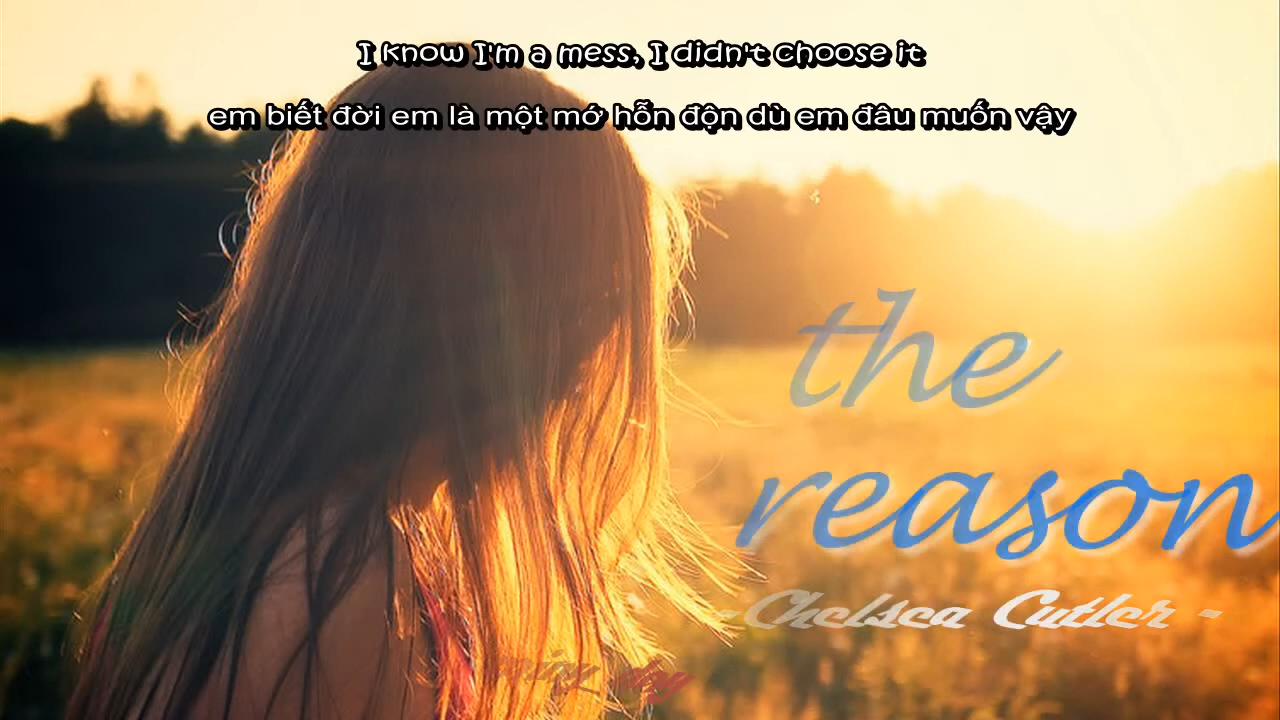 I know I'm a mess, I didn't choose it
em biết đời em là một mớ hỗn độn dù em đâu muốn vậy
the
reason
-Chelsea Cutler -